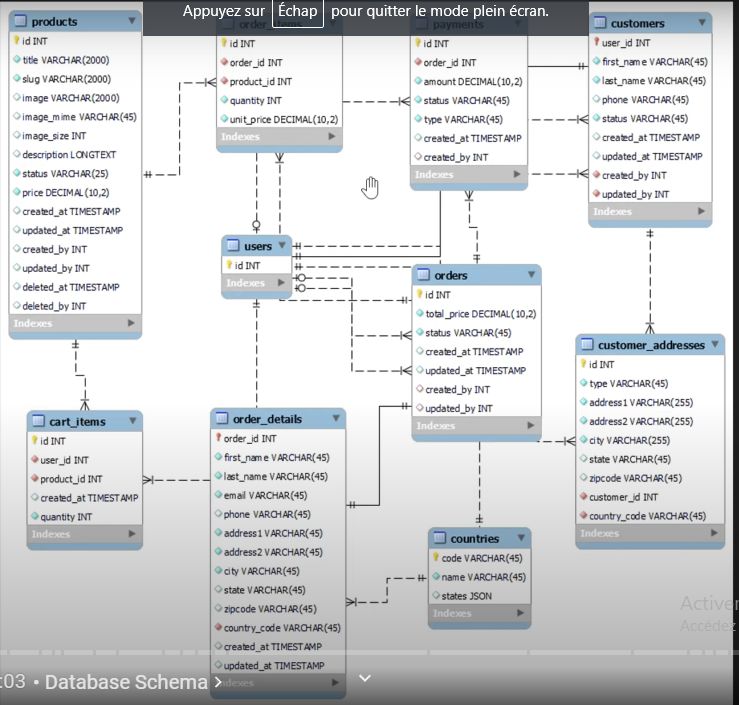 Appuyez sur Échap pour quitter le mode plein écran.
products
id INT
title VARCHAR(2000)
slug VARCHAR(2000)
image VARCHAR(2000)
image_mime VARCHAR(45)
image_size INT
description LONGTEXT
status VARCHAR(25)
price DECIMAL(10,2)
created_at TIMESTAMP
updated_at TIMESTAMP
created_by INT
updated_by INT
deleted_at TIMESTAMP
deleted_by INT
Indexes
order_items
id INT
order_id INT
product_id INT
quantity INT
unit_price DECIMAL(10,2)
Indexes
payments
id INT
order_id INT
amount DECIMAL(10,2)
status VARCHAR(45)
type VARCHAR(45)
created_at TIMESTAMP
created_by INT
Indexes
customers
user_id INT
first_name VARCHAR(45)
last_name VARCHAR(45)
phone VARCHAR(45)
status VARCHAR(45)
created_at TIMESTAMP
updated_at TIMESTAMP
created_by INT
updated_by INT
Indexes
users
id INT
Indexes
orders
id INT
total_price DECIMAL(10,2)
status VARCHAR(45)
created_at TIMESTAMP
updated_at TIMESTAMP
created_by INT
updated_by INT
Indexes
customer_addresses
id INT
type VARCHAR(45)
address1 VARCHAR(255)
address2 VARCHAR(255)
city VARCHAR(255)
state VARCHAR(45)
zipcode VARCHAR(45)
customer_id INT
country_code VARCHAR(45)
Indexes
cart_items
id INT
user_id INT
product_id INT
created_at TIMESTAMP
quantity INT
Indexes
order_details
order_id INT
first_name VARCHAR(45)
last_name VARCHAR(45)
email VARCHAR(45)
phone VARCHAR(45)
address1 VARCHAR(45)
address2 VARCHAR(45)
city VARCHAR(45)
state VARCHAR(45)
zipcode VARCHAR(45)
country_code VARCHAR(45)
created_at TIMESTAMP
updated_at TIMESTAMP
Indexes
countries
code VARCHAR(45)
name VARCHAR(45)
states JSON
Indexes
:03 • Database Schema
Activer
Accédez